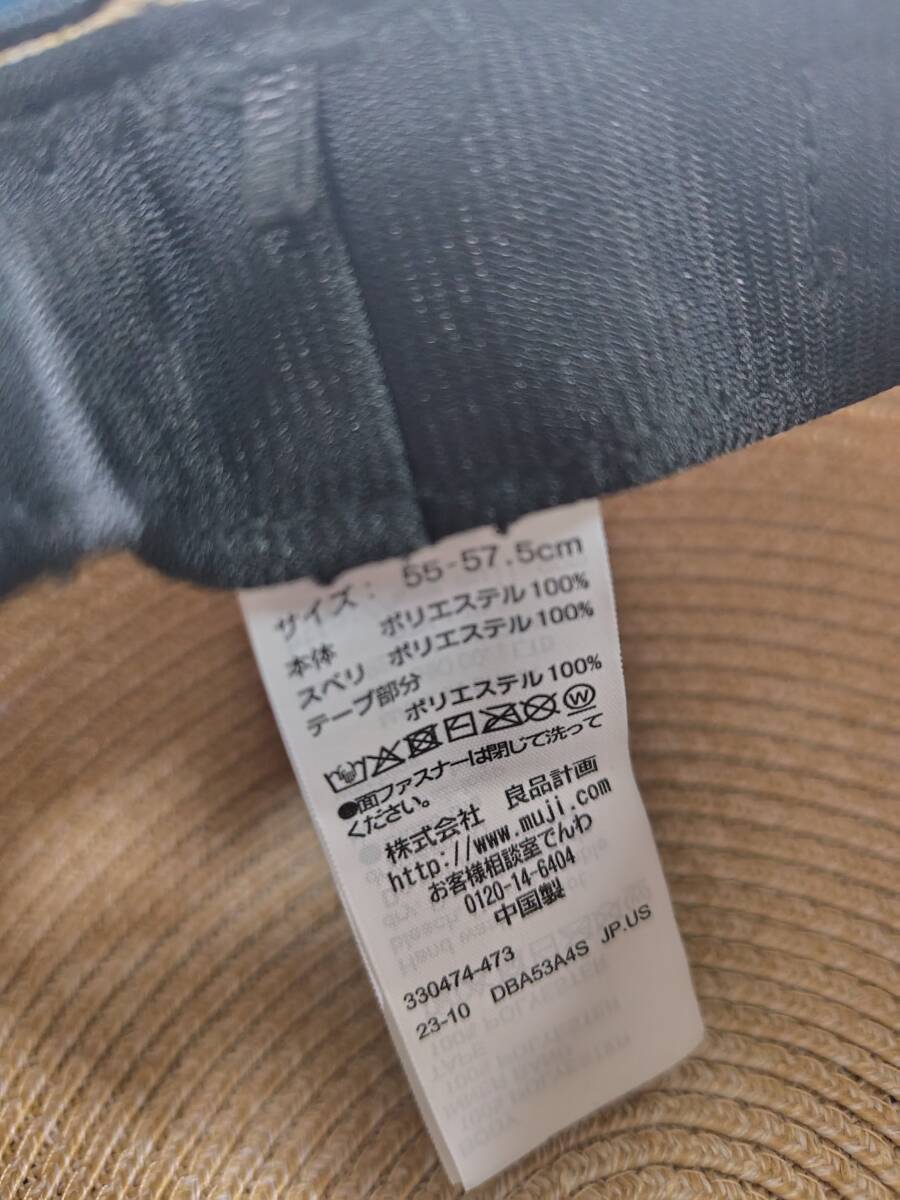 サイズ： 55-57.5cm
本体 ポリエステル100%
スベリ ポリエステル100%
テープ部分
ポリエステル100%
W
●面ファスナーは閉じて洗って
ください。
株式会社 良品計画
http://www.muji.com
お客様相談室でんわ
0120-14-6404
中国製
330474-473
23-10 DBA53A4S JP.US